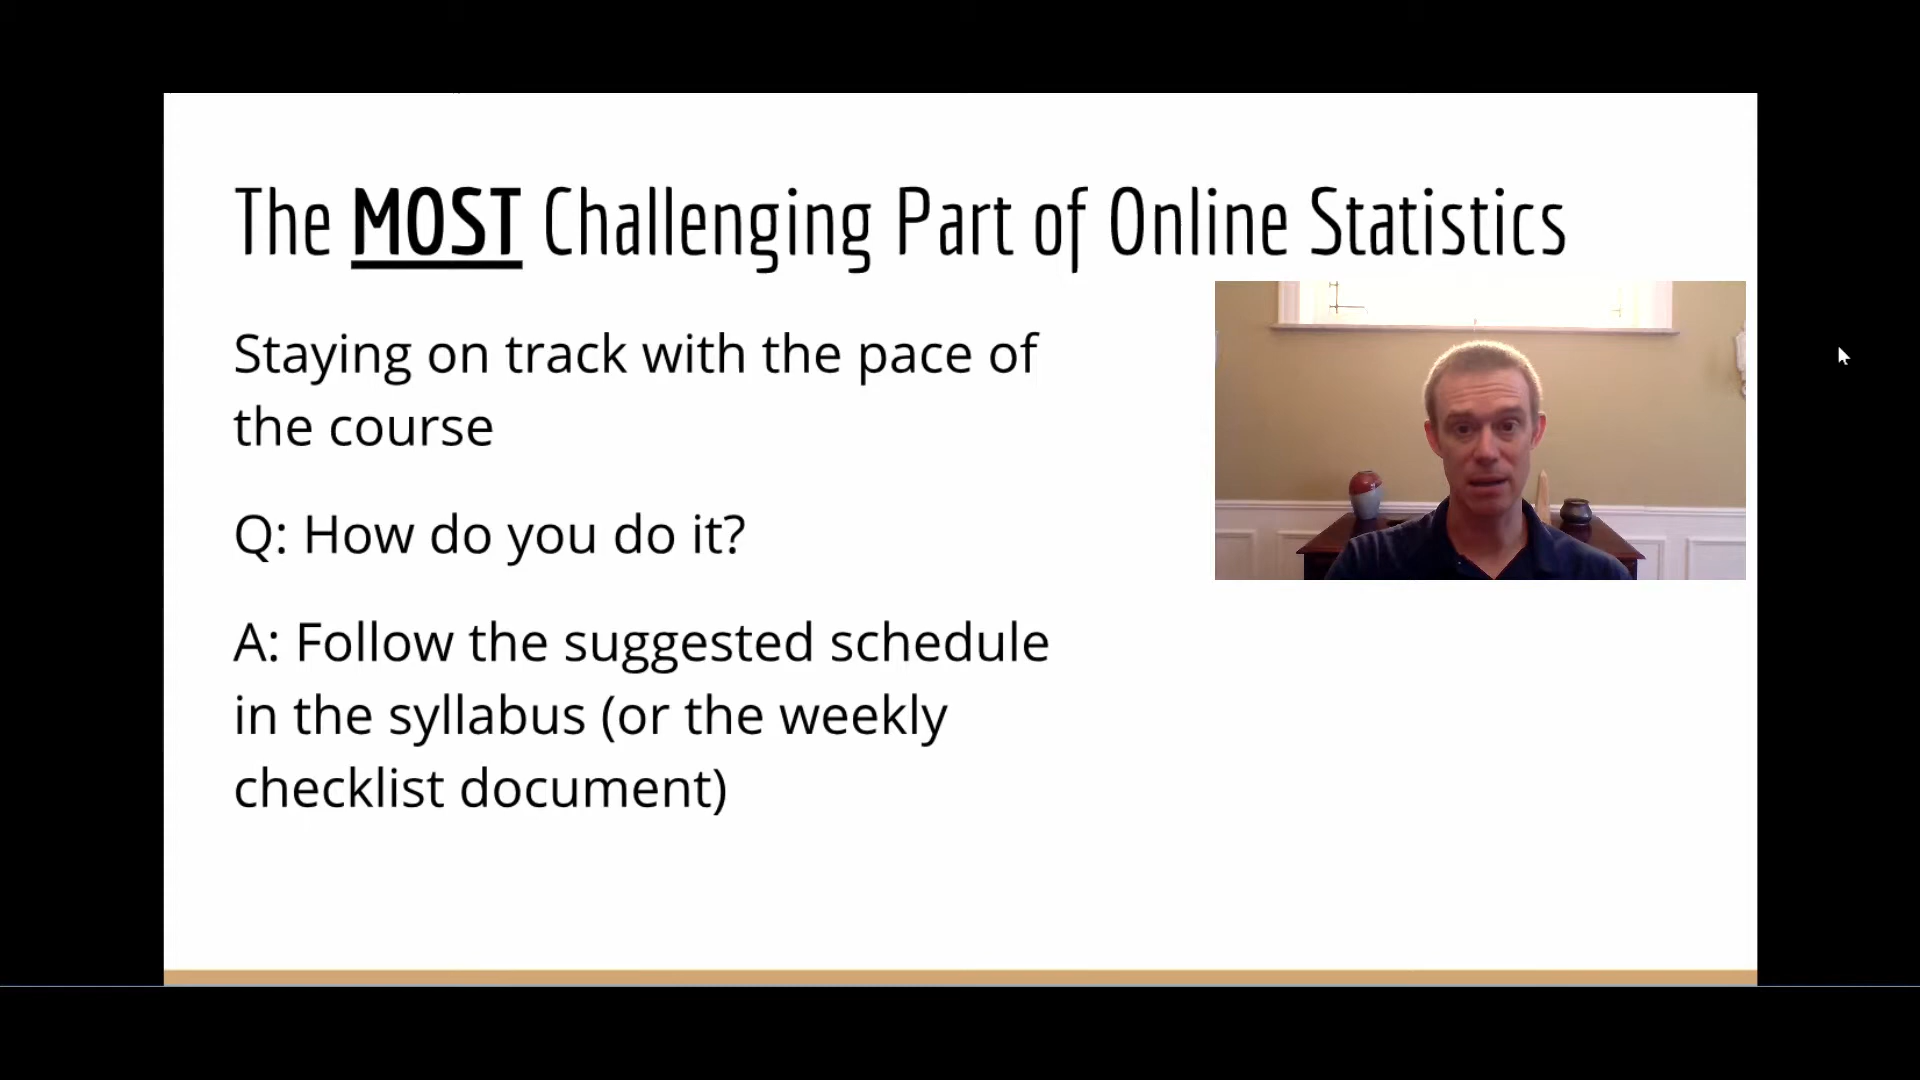 The MOST Challenging Part of Online Statistics
Staying on track with the pace of
the course
Q: How do you do it?
A: Follow the suggested schedule
in the syllabus (or the weekly
checklist document)